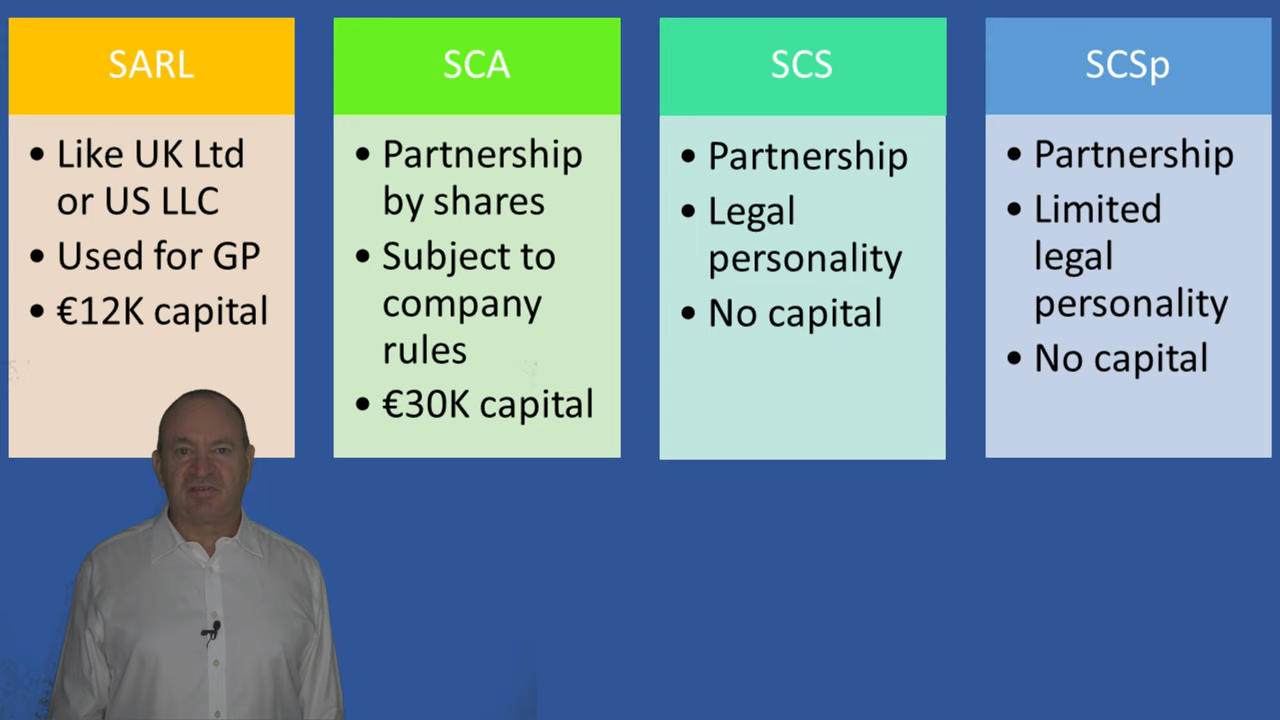 SARL
• Like UK Ltd
or US LLC
• Used for GP
• €12K capital
SCA
• Partnership
by shares
• Subject to
company
rules
• €30K capital
SCS
• Partnership
• Legal
personality
• No capital
SCSp
• Partnership
• Limited
legal
personality
• No capital